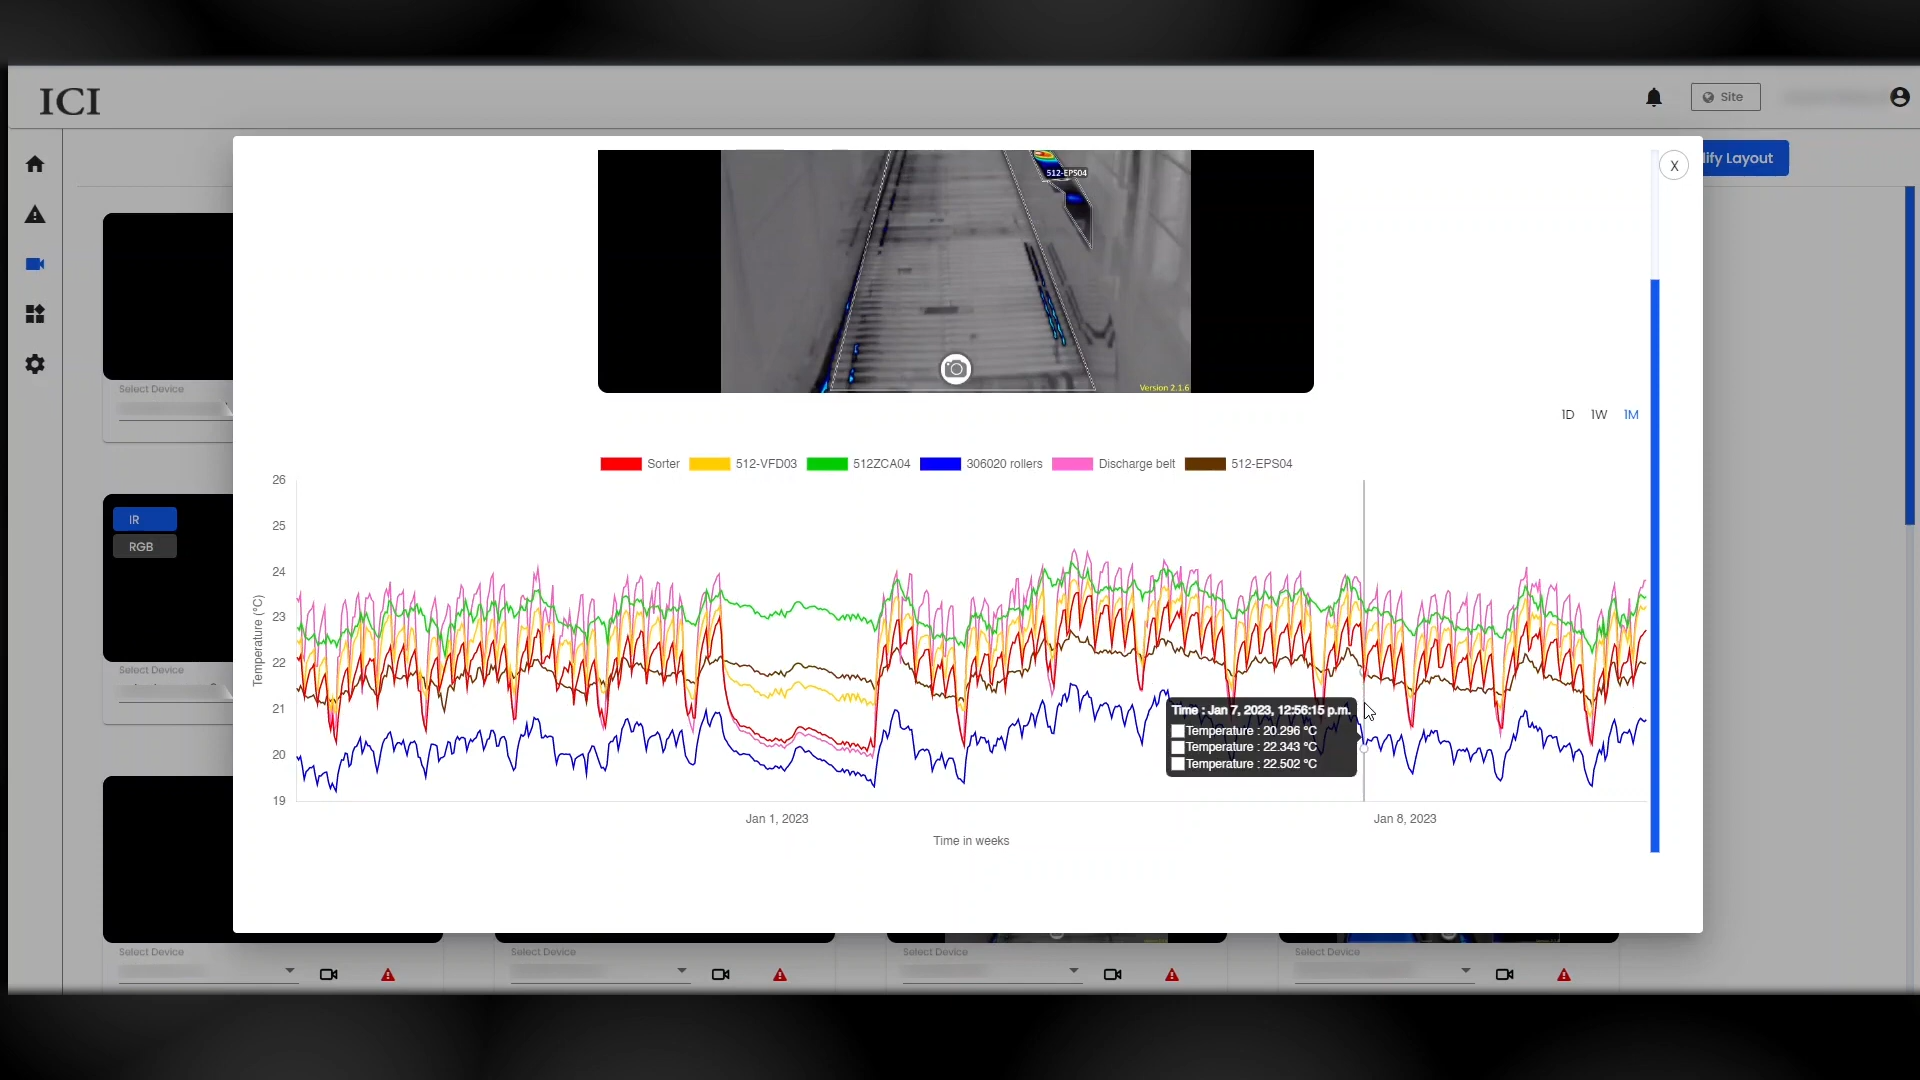 ICI
Site
ify Layout
X
512-EPS04
Version 2.1.6
Select Device
1D 1W 1M
Sorter 512-VFD03 512ZCA04 306020 rollers Discharge belt 512-EPS04
26
25
24
23
22
21
20
19
Temperature (°C)
IR
RGB
Select Device
Time : Jan 7, 2023, 12:56:15 p.m.
Temperature : 20.296 °C
Temperature : 22.343 °C
Temperature : 22.502 °C
Jan 1, 2023 Jan 8, 2023
Time in weeks
Select Device Select Device Select Device Select Device